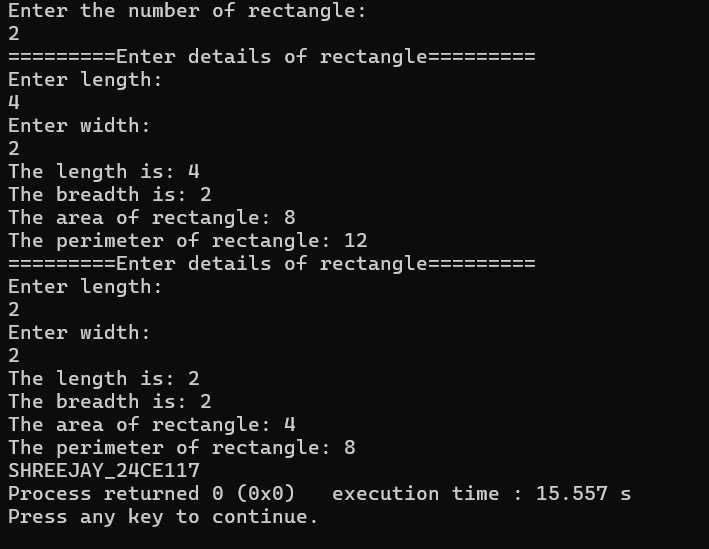 Enter the number of rectangle:
2
=========Enter details of rectangle=========
Enter length:
4
Enter width:
2
The length is: 4
The breadth is: 2
The area of rectangle: 8
The perimeter of rectangle: 12
=========Enter details of rectangle=========
Enter length:
2
Enter width:
2
The length is: 2
The breadth is: 2
The area of rectangle: 4
The perimeter of rectangle: 8
SHREEJAY_24CE117
Process returned 0 (0x0)   execution time : 15.557 s
Press any key to continue.